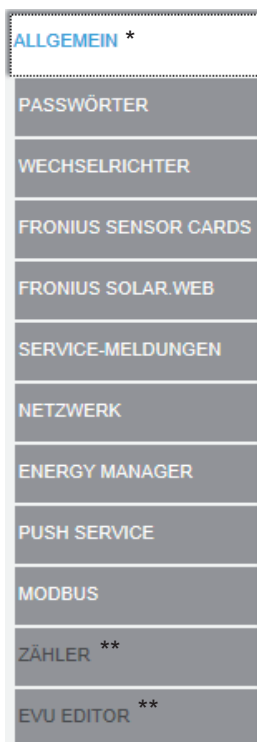 ALLGEMEIN *
PASSWÖRTER
WECHSELRICHTER
FRONIUS SENSOR CARDS
FRONIUS SOLAR.WEB
SERVICE-MELDUNGEN
NETZWERK
ENERGY MANAGER
PUSH SERVICE
MODBUS
ZÄHLER **
EVU EDITOR **